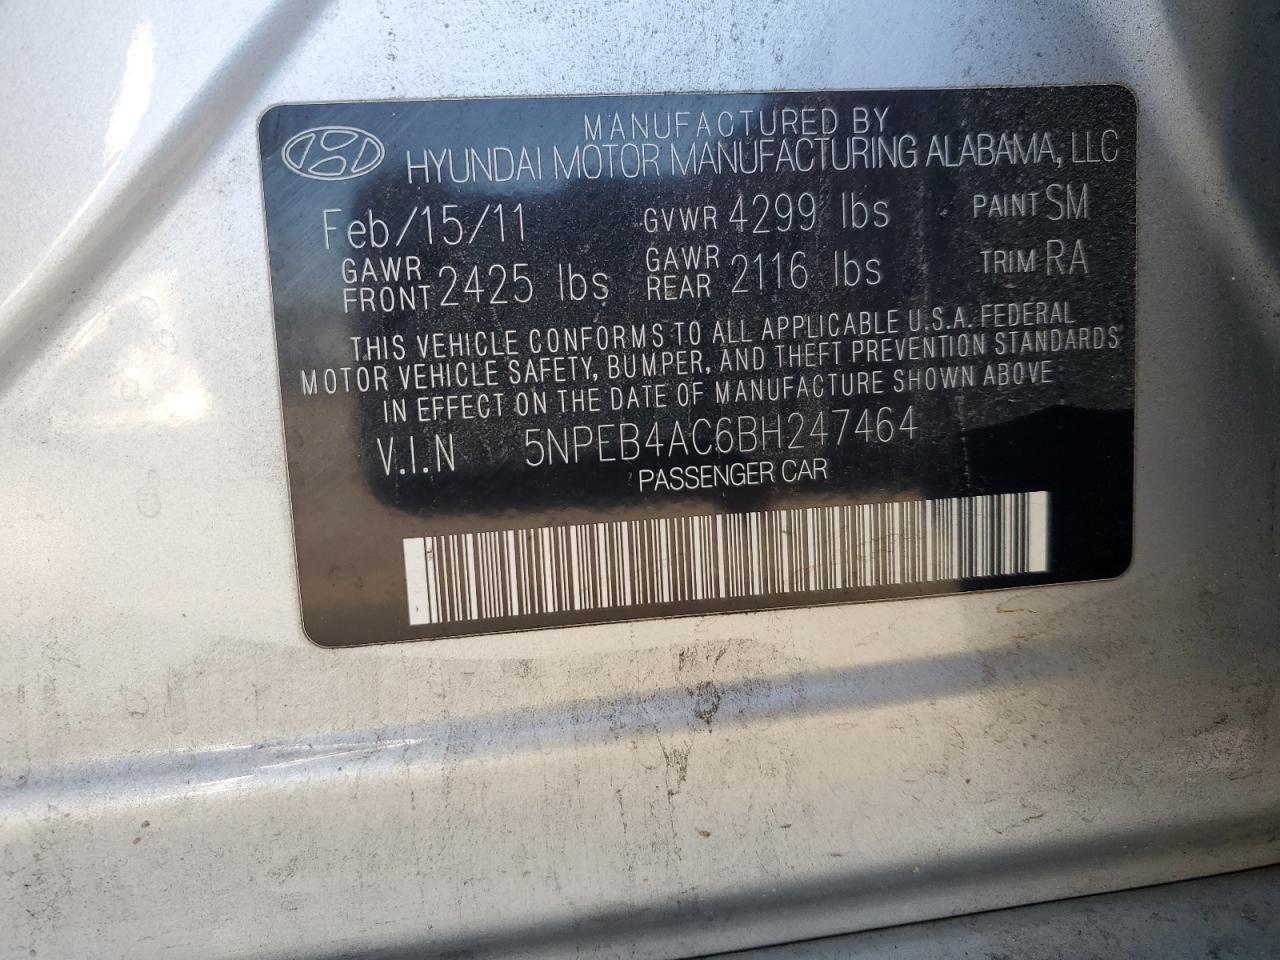 MANUFACTURED BY
HYUNDAI MOTOR MANUFACTURING ALABAMA, LLC
Feb/15/11 GVWR 4299 lbs PAINT SM
GAWR FRONT 2425 lbs GAWR REAR 2116 lbs TRIM RA
THIS VEHICLE CONFORMS TO ALL APPLICABLE U.S.A. FEDERAL
MOTOR VEHICLE SAFETY, BUMPER, AND THEFT PREVENTION STANDARDS
IN EFFECT ON THE DATE OF MANUFACTURE SHOWN ABOVE
V.I.N 5NPEB4AC6BH247464
PASSENGER CAR